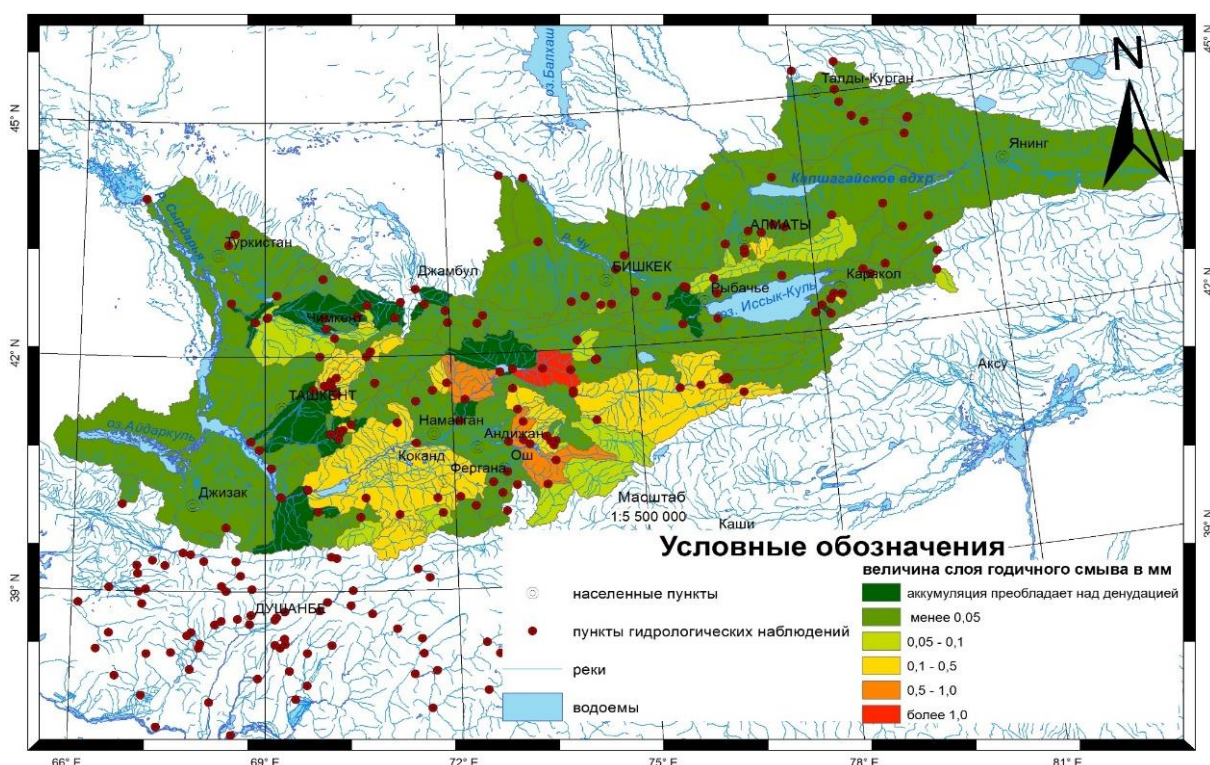 45° N
45° N
42° N
42° N
39° N
39° N
66° E
69° E
72° E
75° E
78° E
81° E
N
оз.Балхаш
Талды-Курган
Янинг
Капшагайское вдхр
р. Сырдарья
АЛМАТЫ
Туркистан
р. Чу
БИШКЕК
Джамбул
Каракол
Рыбачье
оз. Иссык-Куль
Чимкент
Аксу
ТАШКЕНТ
Наманган
оз.Айдаркуль
Андижан
Коканд
Ош
Фергана
Джизак
Масштаб
1:5 500 000
Каши
ДУШАНБЕ
Условные обозначения
населенные пункты
пункты гидрологических наблюдений
реки
водоемы
величина слоя годичного смыва в мм
аккумуляция преобладает над денудацией
менее 0,05
0,05 - 0,1
0,1 - 0,5
0,5 - 1,0
более 1,0